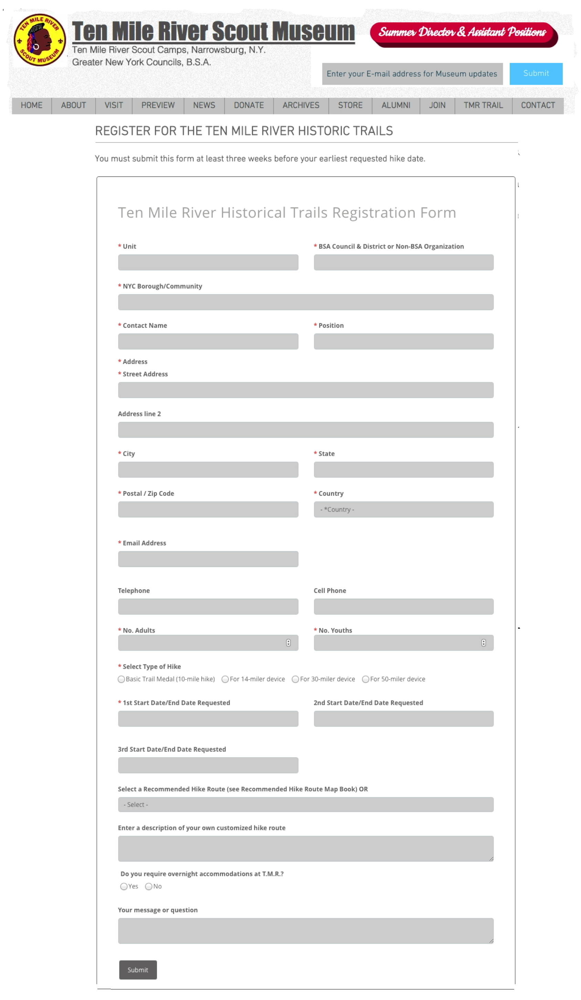 TEN MILE RIVER
SCOUT MUSEUM
Ten Mile River Scout Museum
Ten Mile River Scout Camps, Narrowsburg, N.Y.
Greater New York Councils, B.S.A.
Summer Director & Assistant Positions
Enter your E-mail address for Museum updates
Submit
HOME ABOUT VISIT PREVIEW NEWS DONATE ARCHIVES STORE ALUMNI JOIN TMR TRAIL CONTACT
REGISTER FOR THE TEN MILE RIVER HISTORIC TRAILS
You must submit this form at least three weeks before your earliest requested hike date.
Ten Mile River Historical Trails Registration Form
* Unit * BSA Council & District or Non-BSA Organization
* NYC Borough/Community
* Contact Name * Position
* Address
* Street Address
Address line 2
* City * State
* Postal / Zip Code * Country
- *Country -
* Email Address
Telephone Cell Phone
* No. Adults * No. Youths
* Select Type of Hike
Basic Trail Medal (10-mile hike) For 14-miler device For 30-miler device For 50-miler device
* 1st Start Date/End Date Requested 2nd Start Date/End Date Requested
3rd Start Date/End Date Requested
Select a Recommended Hike Route (see Recommended Hike Route Map Book) OR
- Select -
Enter a description of your own customized hike route
Do you require overnight accommodations at T.M.R.?
Yes No
Your message or question
Submit